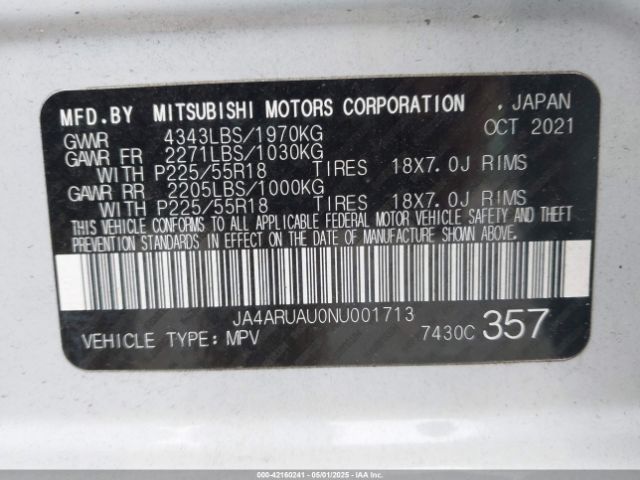 MFD.BY MITSUBISHI MOTORS CORPORATION , JAPAN
GVWR 4343LBS/1970KG OCT 2021
GAWR FR 2271LBS/1030KG
WITH P225/55R18 TIRES 18X7.0J RIMS
GAWR RR 2205LBS/1000KG
WITH P225/55R18 TIRES 18X7.0J RIMS
THIS VEHICLE CONFORMS TO ALL APPLICABLE FEDERAL MOTOR VEHICLE SAFETY AND THEFT
PREVENTION STANDARDS IN EFFECT ON THE DATE OF MANUFACTURE SHOWN ABOVE.
JA4ARUAU0NU001713
VEHICLE TYPE: MPV 7430C 357
000-42160241 - 05/01/2025 - IAAI.COM